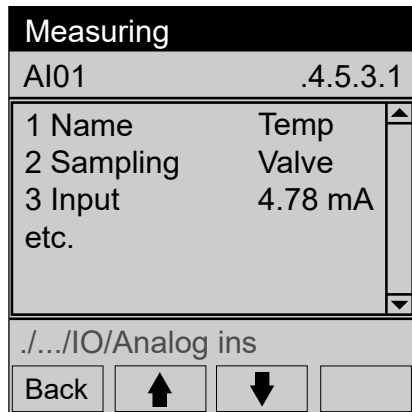 Measuring
AI01 .4.5.3.1
1 Name Temp
2 Sampling Valve
3 Input 4.78 mA
etc.
./.../IO/Analog ins
Back